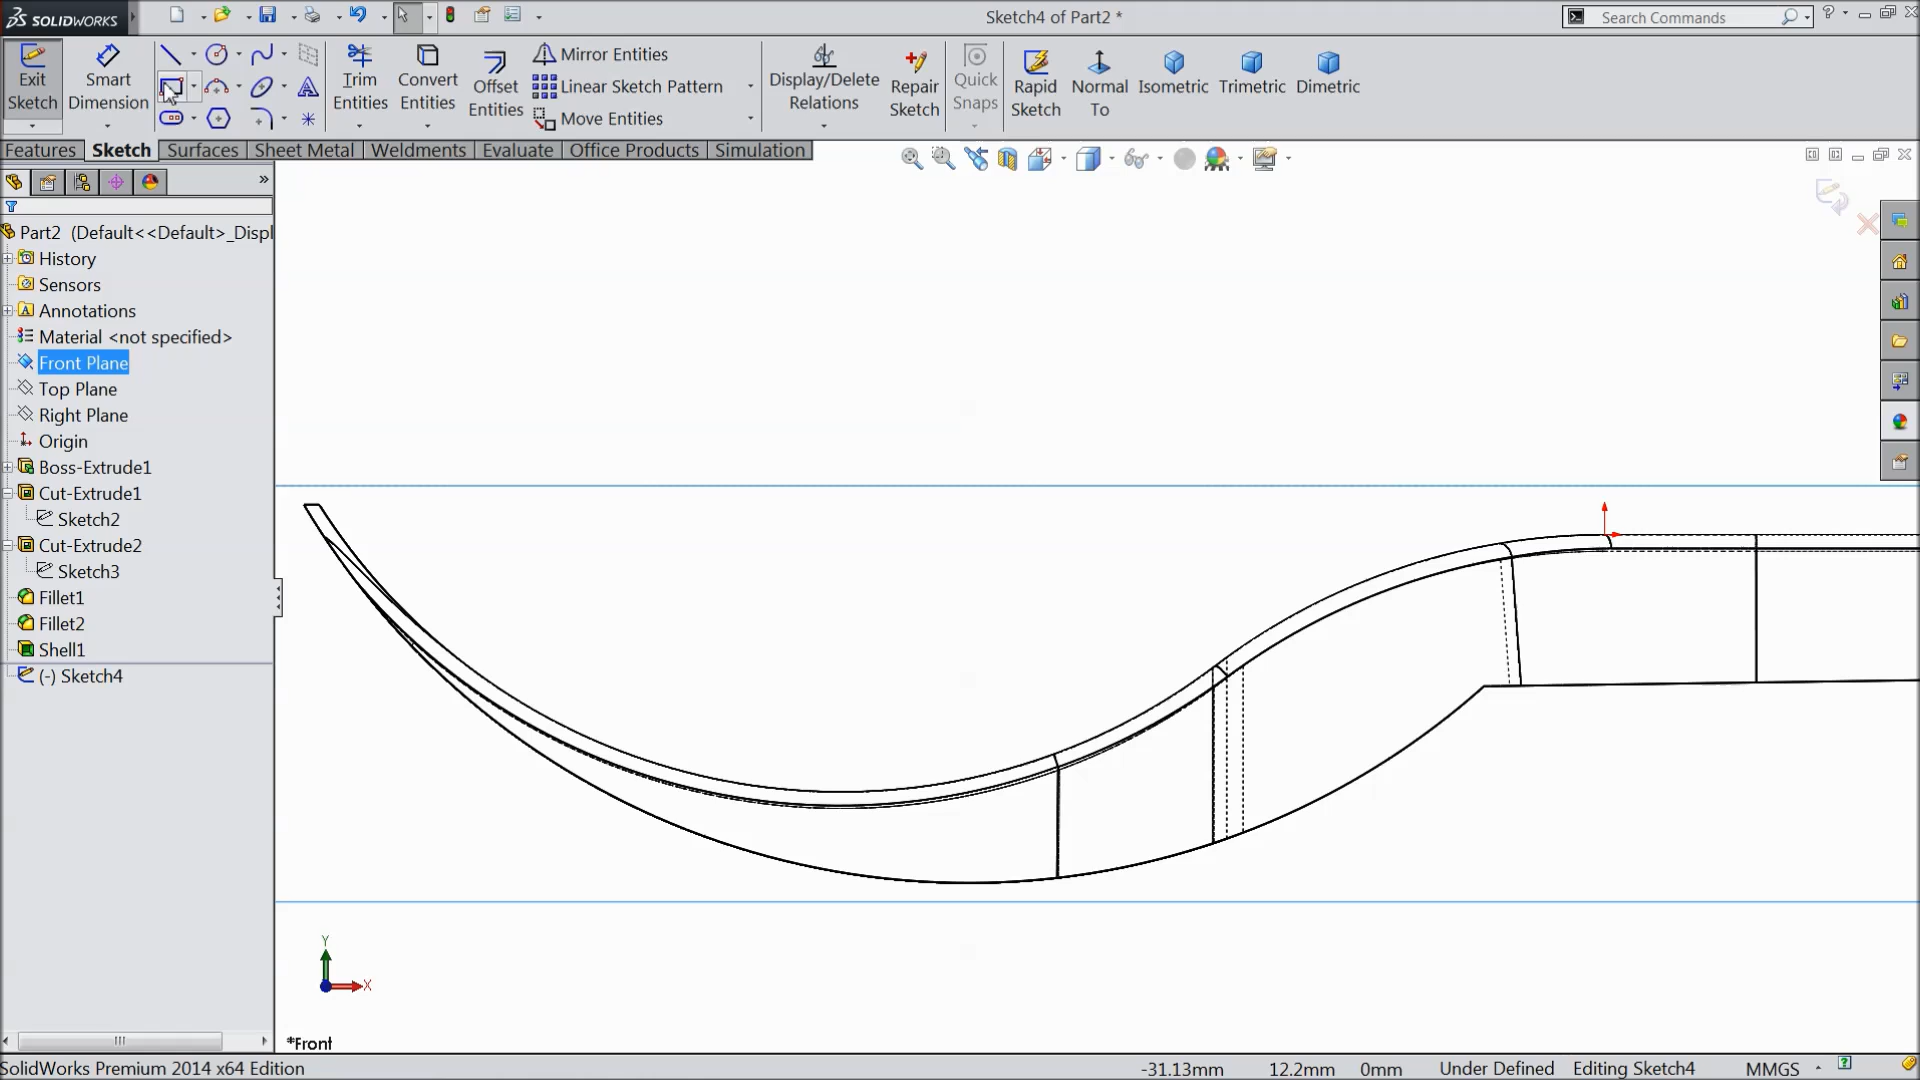 SOLIDWORKS
Sketch4 of Part2 *
Search Commands
Exit Sketch
Smart Dimension
Trim Entities
Convert Entities
Offset Entities
Mirror Entities
Linear Sketch Pattern
Move Entities
Display/Delete Relations
Repair Sketch
Quick Snaps
Rapid Sketch
Normal To
Isometric
Trimetric
Dimetric
Features
Sketch
Surfaces
Sheet Metal
Weldments
Evaluate
Office Products
Simulation
Part2 (Default<<Default>_Displ
History
Sensors
Annotations
Material <not specified>
Front Plane
Top Plane
Right Plane
Origin
Boss-Extrude1
Cut-Extrude1
Sketch2
Cut-Extrude2
Sketch3
Fillet1
Fillet2
Shell1
(-) Sketch4
Y
X
*Front
SolidWorks Premium 2014 x64 Edition
-31.13mm
12.2mm
0mm
Under Defined
Editing Sketch4
MMGS